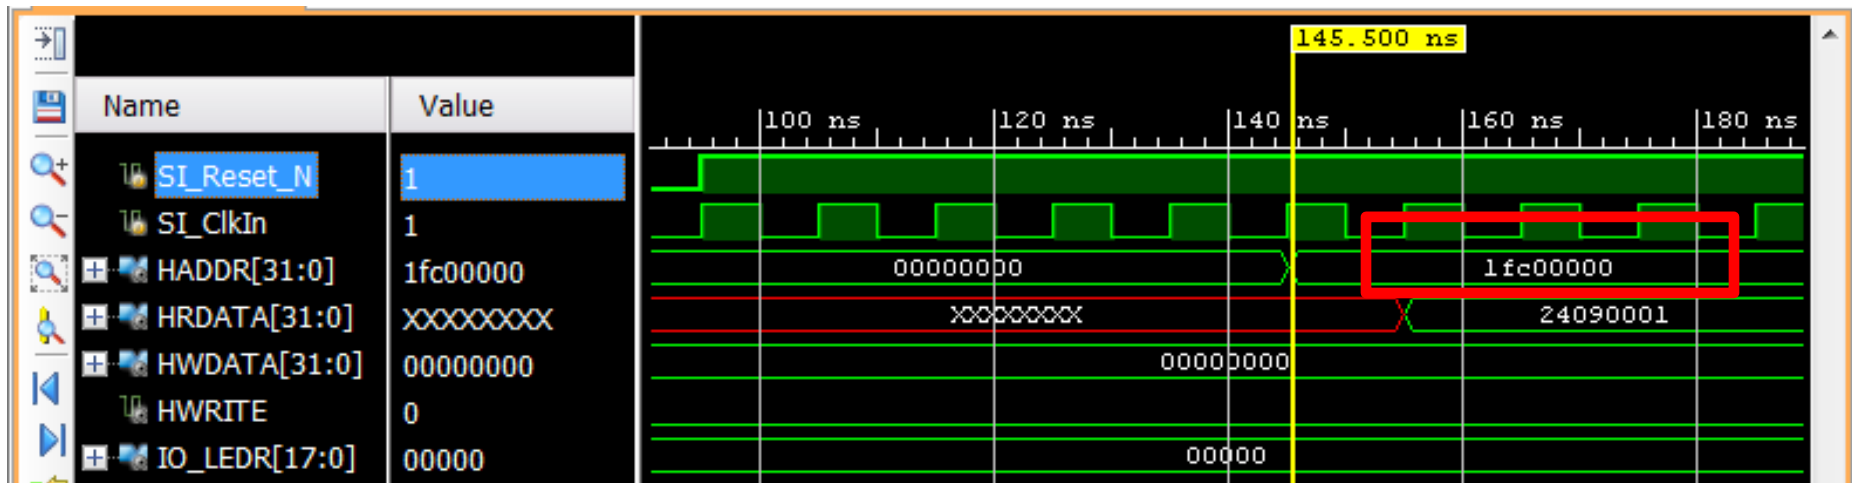 145.500 ns
Name Value
100 ns 120 ns 140 ns 160 ns 180 ns
SI_Reset_N 1
SI_ClkIn 1
HADDR[31:0] 1fc00000 00000000 1fc00000
HRDATA[31:0] XXXXXXXX XXXXXXXX 24090001
HWDATA[31:0] 00000000 00000000
HWRITE 0
IO_LEDR[17:0] 00000 00000